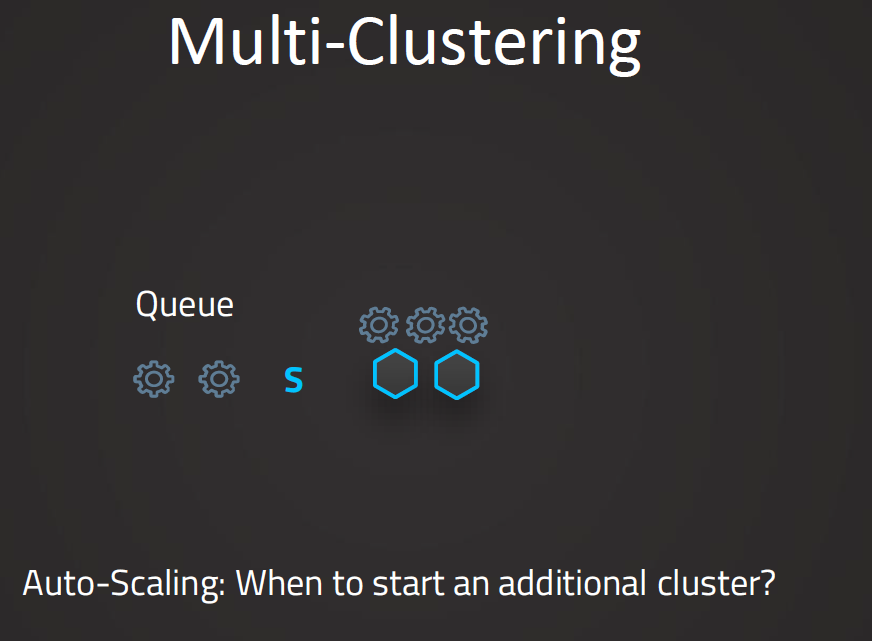 Multi-Clustering
Queue
S
Auto-Scaling: When to start an additional cluster?